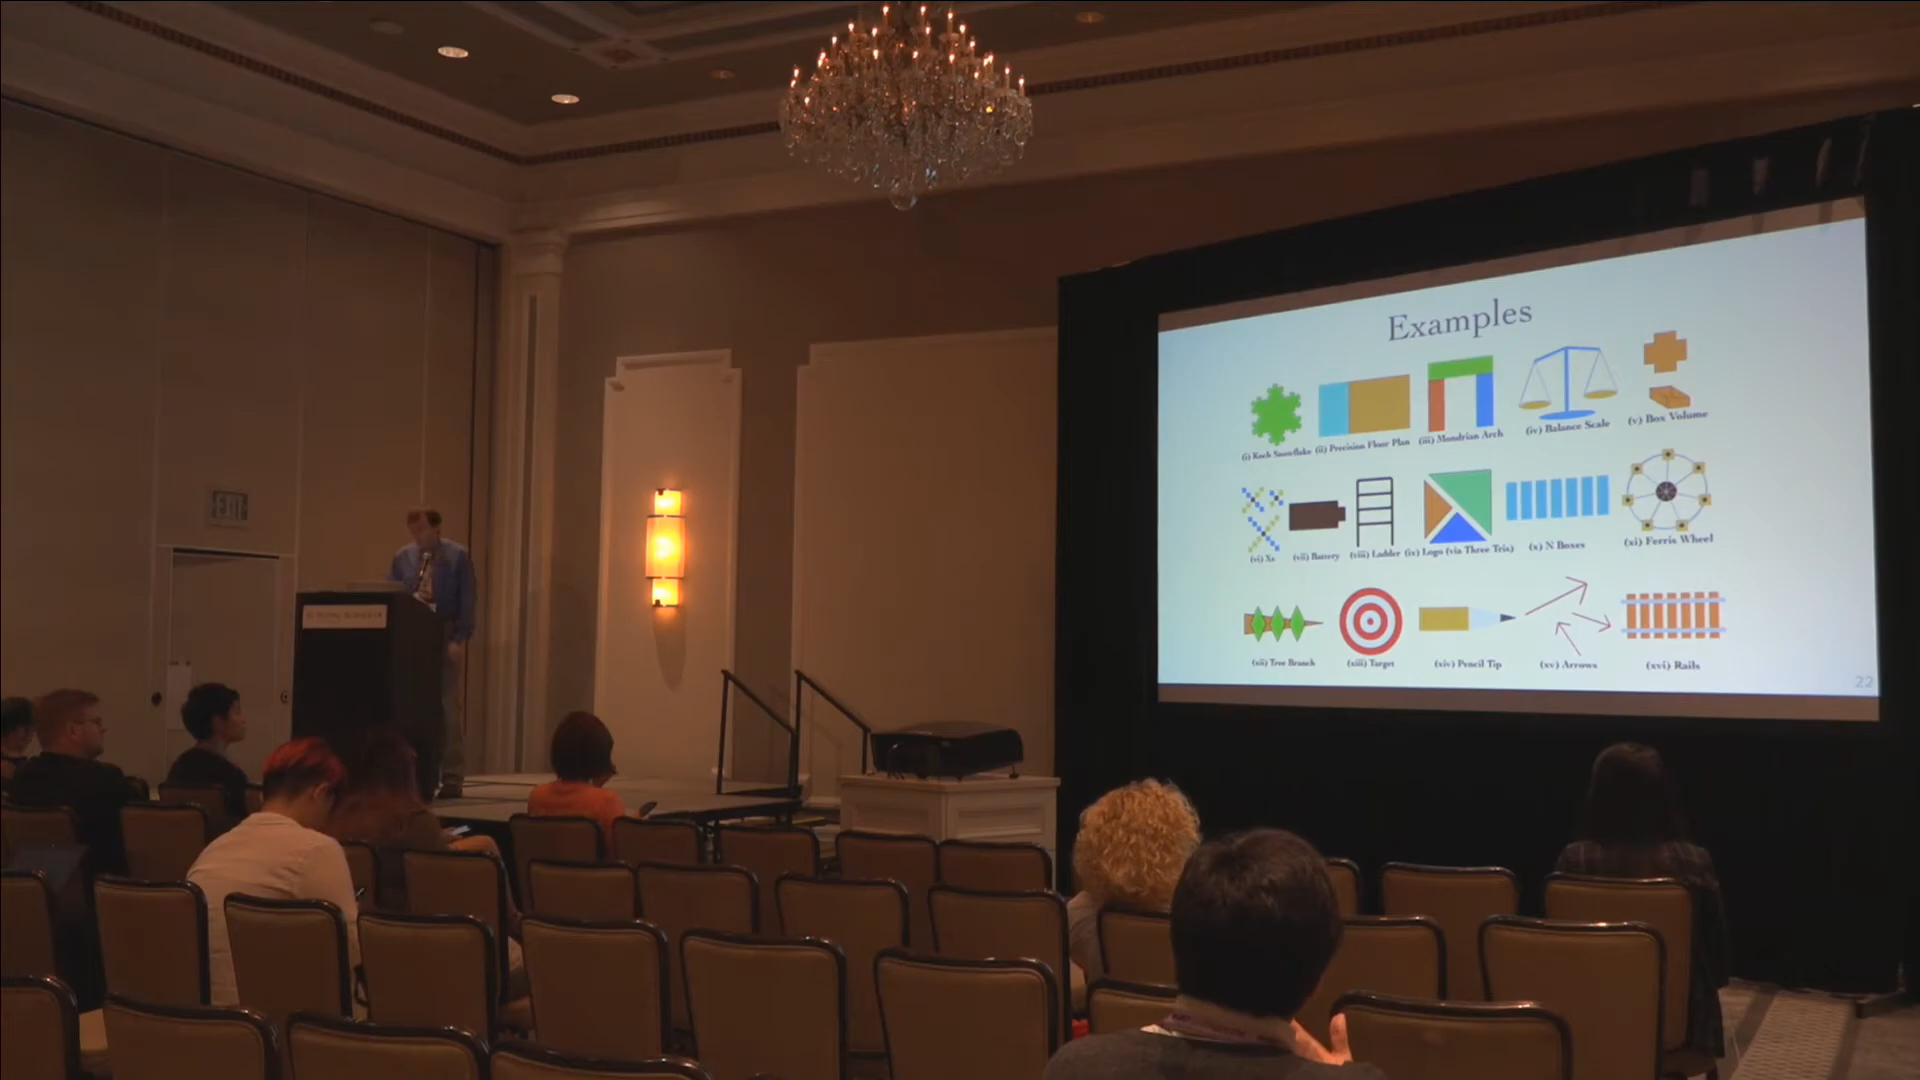 Examples
(i) Koch Snowflake (ii) Precision Floor Plan (iii) Mondrian Arch (iv) Balance Scale (v) Box Volume
(vi) Xs (vii) Battery (viii) Ladder (ix) Logo (via Three Tris) (x) N Boxes (xi) Ferris Wheel
(xii) Tree Branch (xiii) Target (xiv) Pencil Tip (xv) Arrows (xvi) Rails
22
EXIT